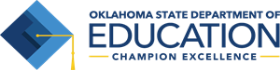 OKLAHOMA STATE DEPARTMENT OF
EDUCATION
CHAMPION EXCELLENCE